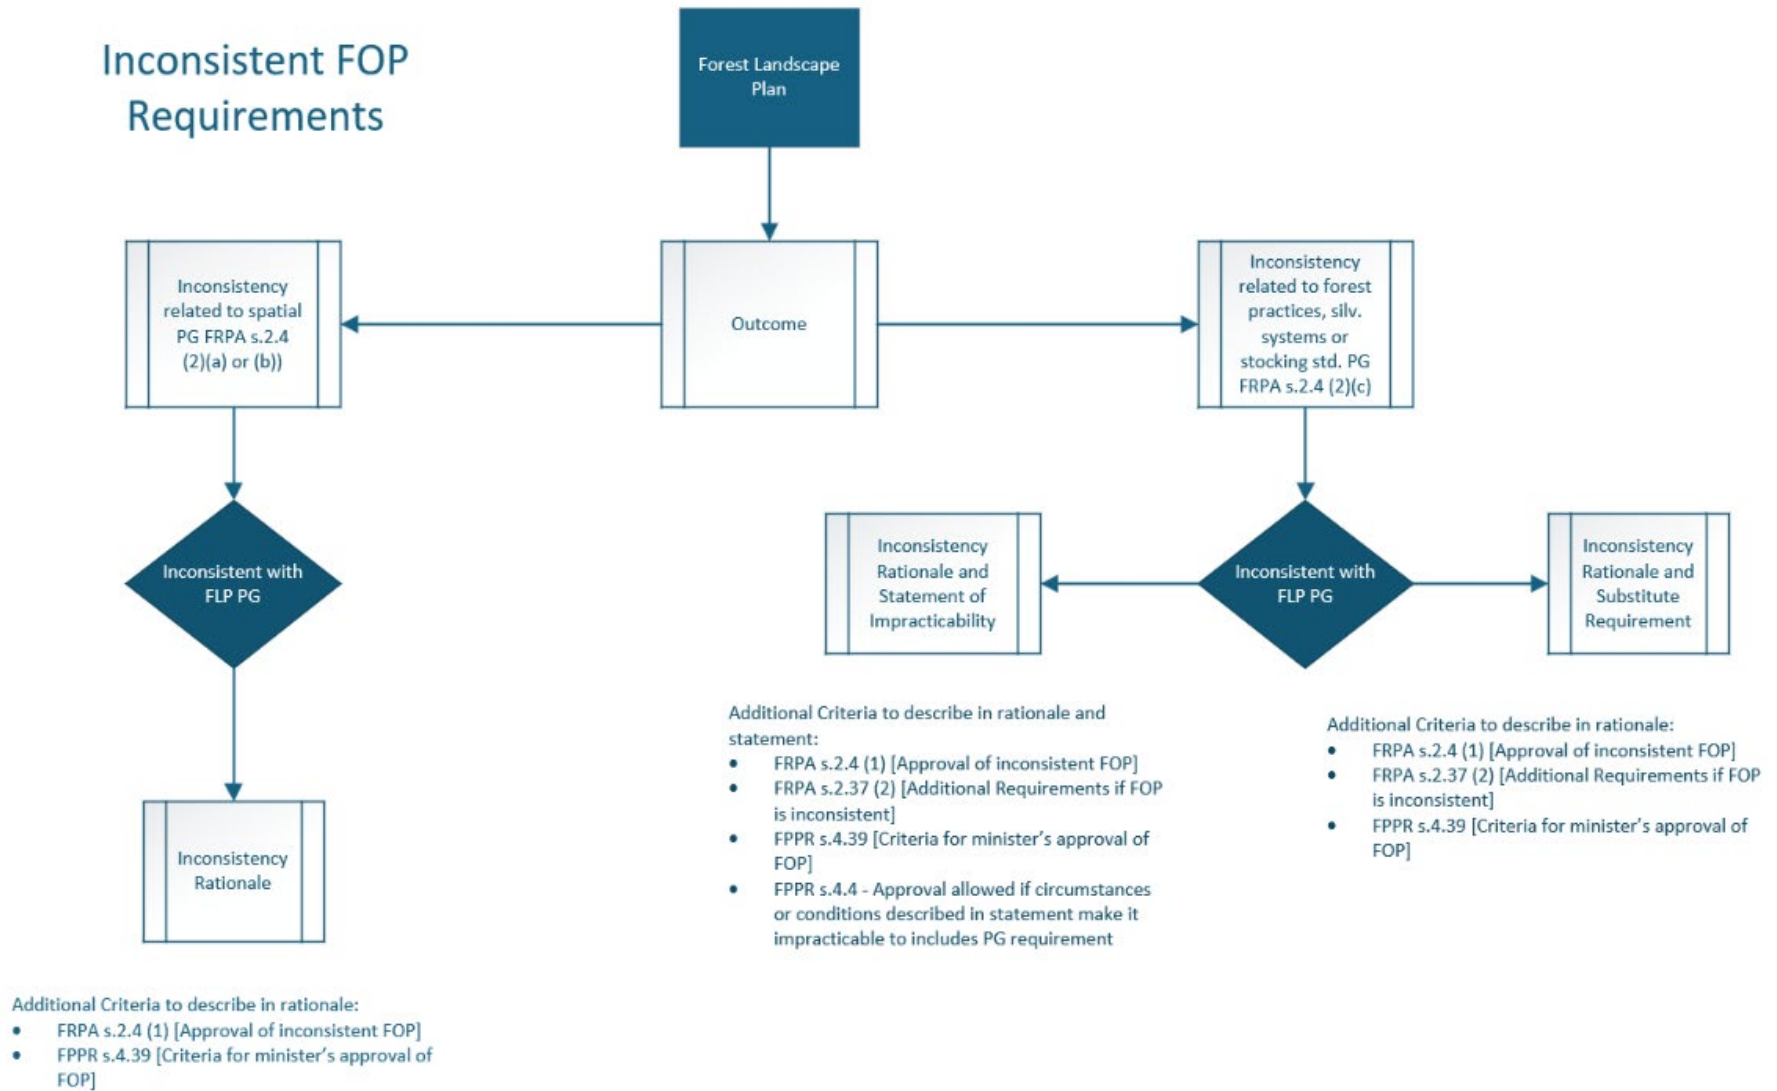 Inconsistent FOP
Requirements
Forest Landscape
Plan
Inconsistency
related to spatial
PG FRPA s.2.4
(2)(a) or (b))
Outcome
Inconsistency
related to forest
practices, silv.
systems or
stocking std. PG
FRPA s.2.4 (2)(c)
Inconsistent with
FLP PG
Inconsistency
Rationale and
Statement of
Impracticability
Inconsistent with
FLP PG
Inconsistency
Rationale and
Substitute
Requirement
Inconsistency
Rationale
Additional Criteria to describe in rationale and
statement:
• FRPA s.2.4 (1) [Approval of inconsistent FOP]
• FRPA s.2.37 (2) [Additional Requirements if FOP
is inconsistent]
• FPPR s.4.39 [Criteria for minister’s approval of
FOP]
• FPPR s.4.4 - Approval allowed if circumstances
or conditions described in statement make it
impracticable to includes PG requirement
Additional Criteria to describe in rationale:
• FRPA s.2.4 (1) [Approval of inconsistent FOP]
• FRPA s.2.37 (2) [Additional Requirements if FOP
is inconsistent]
• FPPR s.4.39 [Criteria for minister’s approval of
FOP]
Additional Criteria to describe in rationale:
• FRPA s.2.4 (1) [Approval of inconsistent FOP]
• FPPR s.4.39 [Criteria for minister’s approval of
FOP]